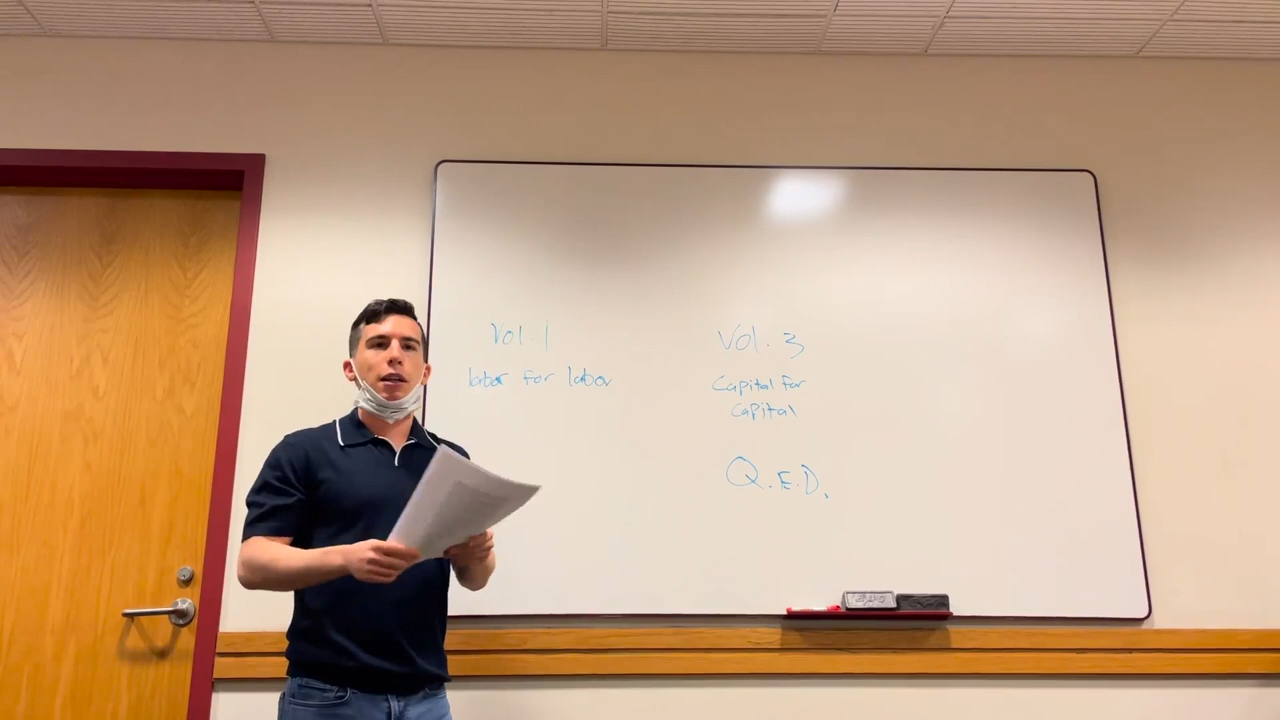 Vol. 1
labor for labor
Vol. 3
Capital for
Capital
Q.E.D.